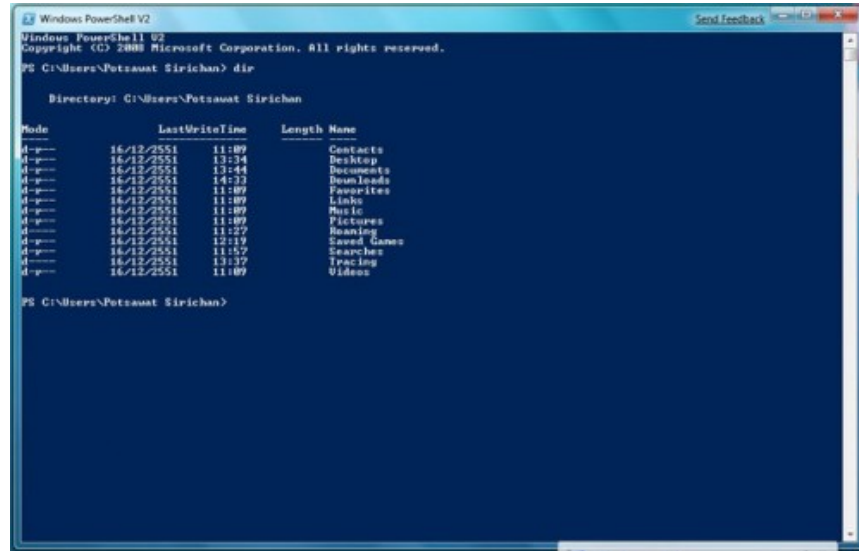 Windows PowerShell V2
Send Feedback
Windows PowerShell V2
Copyright (C) 2008 Microsoft Corporation. All rights reserved.
PS C:\Users\Potsawat Sirichan> dir
Directory: C:\Users\Potsawat Sirichan
Mode LastWriteTime Length Name
---- ------------- ------ ----
d-r-- 16/12/2551 11:09 Contacts
d-r-- 16/12/2551 13:34 Desktop
d-r-- 16/12/2551 13:44 Documents
d-r-- 16/12/2551 14:33 Downloads
d-r-- 16/12/2551 11:09 Favorites
d-r-- 16/12/2551 11:09 Links
d-r-- 16/12/2551 11:09 Music
d-r-- 16/12/2551 11:09 Pictures
d---- 16/12/2551 11:27 Roaming
d-r-- 16/12/2551 12:19 Saved Games
d-r-- 16/12/2551 11:57 Searches
d---- 16/12/2551 13:37 Tracing
d-r-- 16/12/2551 11:09 Videos
PS C:\Users\Potsawat Sirichan>